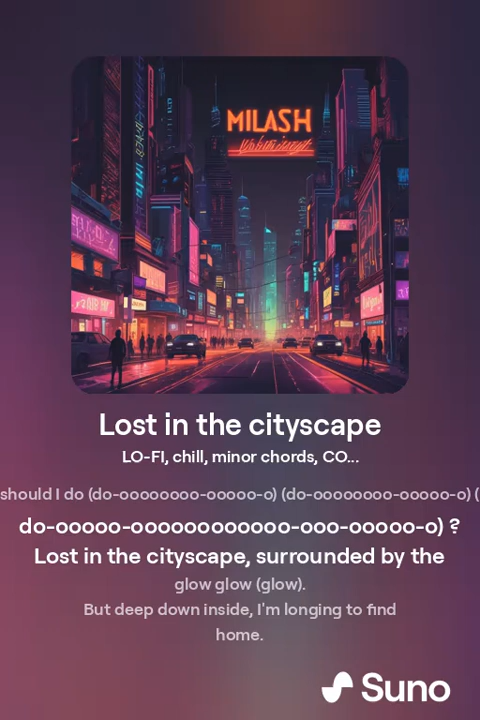 MILASH
Lost in the cityscape
LO-FI, chill, minor chords, CO...
should I do (do-oooooooo-ooooo-o) (do-oooooooo-ooooo-o) (
do-ooooo-oooooooooooo-ooo-ooooo-o) ?
Lost in the cityscape, surrounded by the
glow glow (glow).
But deep down inside, I'm longing to find
home.
Suno